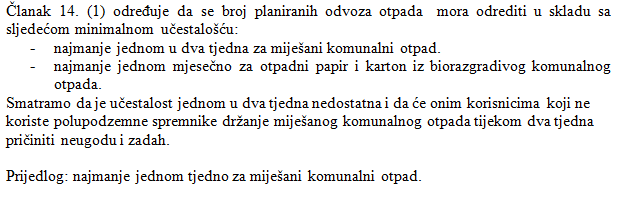 Članak 14. (1) određuje da se broj planiranih odvoza otpada mora odrediti u skladu sa
sljedećom minimalnom učestalošću:
- najmanje jednom u dva tjedna za miješani komunalni otpad.
- najmanje jednom mjesečno za otpadni papir i karton iz biorazgradivog komunalnog
otpada.
Smatramo da je učestalost jednom u dva tjedna nedostatna i da će onim korisnicima koji ne
koriste polupodzemne spremnike držanje miješanog komunalnog otpada tijekom dva tjedna
pričiniti neugodu i zadah.
Prijedlog: najmanje jednom tjedno za miješani komunalni otpad.